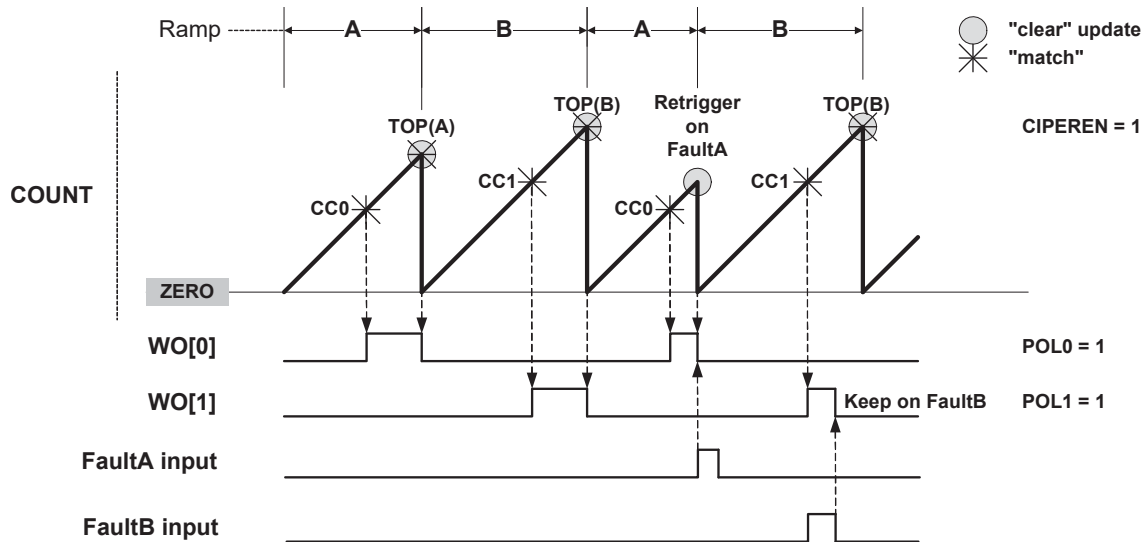 Ramp
A
B
A
B
"clear" update
"match"
TOP(A)
TOP(B)
Retrigger
on
FaultA
TOP(B)
CIPEREN = 1
COUNT
CC0
CC1
CC0
CC1
ZERO
WO[0]
POL0 = 1
WO[1]
Keep on FaultB
POL1 = 1
FaultA input
FaultB input